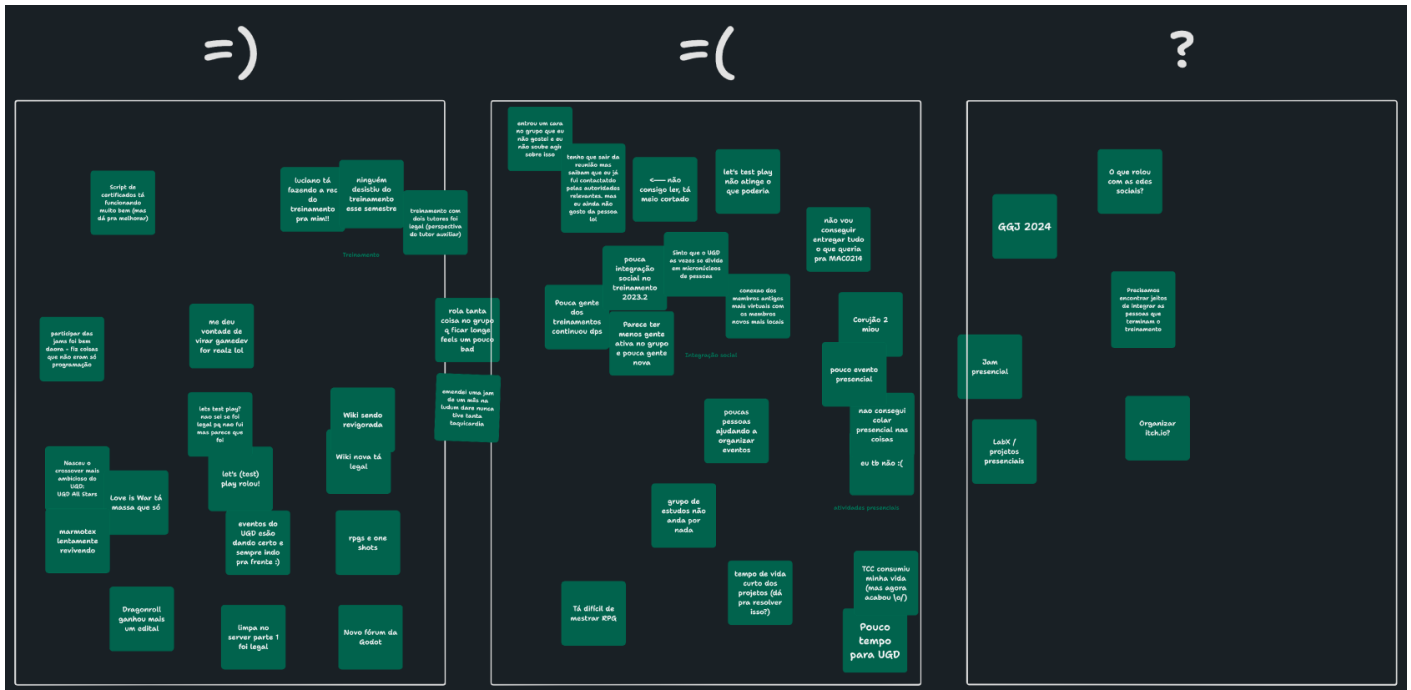 =)
=(
?
Script de
certificados tá
funcionando
muito bem (mas
dá pra melhorar)
luciano tá
fazendo a rec
do
treinamento
pra mim!!
ninguém
desistiu do
treinamento
esse semestre
treinamento com
dois tutores foi
legal (perspectiva
do tutor auxiliar)
Treinamento
participar das
jams foi bem
daora - fiz coisas
que não eram só
programação
me deu
vontade de
virar gamedev
for realz lol
rola tanta
coisa no grupo
q ficar longe
feels um pouco
bad
emendei uma jam
de um mês na
ludum dare nunca
tive tanta
taquicardia
lets test play?
nao sei se foi
legal pq nao fui
mas parece que
foi
let's (test)
play rolou!
Wiki sendo
revigorada
Wiki nova tá
legal
Nasceu o
crossover mais
ambicioso do
UGD:
UGD All Stars
Love is War tá
massa que só
marmotex
lentamente
revivendo
eventos do
UGD esão
dando certo e
sempre indo
pra frente :)
rpgs e one
shots
Dragonroll
ganhou mais
um edital
limpa no
server parte 1
foi legal
Novo fórum da
Godot
entrou um cara
no grupo que eu
não gostei e eu
não soube agir
sobre isso
tenho que sair da
reunião mas
saibam que eu já
fui contactatdo
pelas autoridades
relevantes. mas
eu ainda não
gosto da pessoa
lol
<--- não
consigo ler, tá
meio cortado
let's test play
não atinge o
que poderia
não vou
conseguir
entregar tudo
o que queria
pra MAC0214
pouca
integração
social no
treinamento
2023.2
Sinto que o UGD
as vezes se divide
em micronúcleos
de pessoas
conexao dos
membros antigos
mais virtuais com
os membros
novos mais locais
Pouca gente
dos
treinamentos
continuou dps
Parece ter
menos gente
ativa no grupo
e pouca gente
nova
Integração social
Corujão 2
miou
pouco evento
presencial
nao consegui
colar
presencial nas
coisas
eu tb não :(
atividades presenciais
poucas
pessoas
ajudando a
organizar
eventos
grupo de
estudos não
anda por
nada
tempo de vida
curto dos
projetos (dá
pra resolver
isso?)
Tá difícil de
mestrar RPG
TCC consumiu
minha vida
(mas agora
acabou \o/)
Pouco
tempo
para UGD
O que rolou
com as edes
sociais?
GGJ 2024
Precisamos
encontrar jeitos
de integrar as
pessoas que
terminam o
treinamento
Jam
presencial
LabX /
projetos
presenciais
Organizar
itch.io?